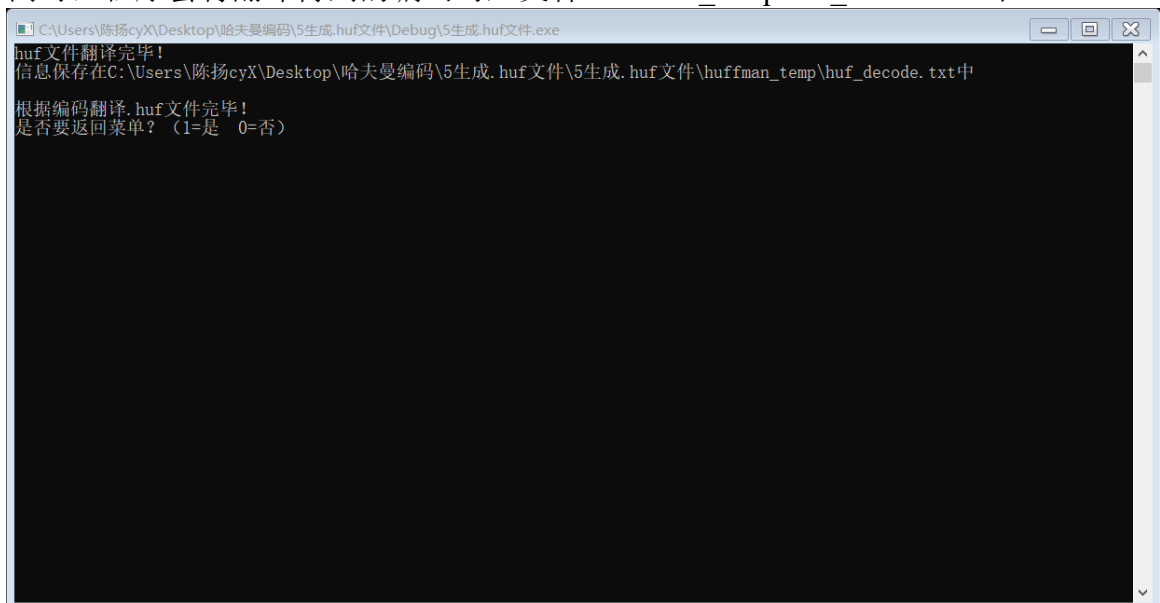 C:\Users\陈扬cyX\Desktop\哈夫曼编码\5生成.huf文件\Debug\5生成.huf文件.exe
huf文件翻译完毕!
信息保存在C:\Users\陈扬cyX\Desktop\哈夫曼编码\5生成.huf文件\5生成.huf文件\huffman_temp\huf_decode.txt中
根据编码翻译.huf文件完毕!
是否要返回菜单? (1=是 0=否)